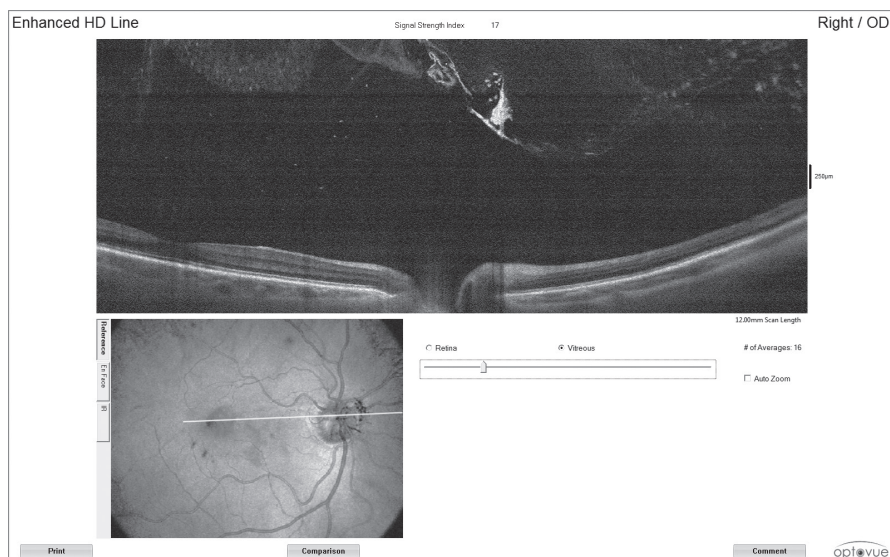 Enhanced HD Line
Signal Strength Index 17
Right / OD
250µm
12.00mm Scan Length
Reference
En Face
IR
Retina
Vitreous
# of Averages: 16
Auto Zoom
Print
Comparison
Comment
optovue